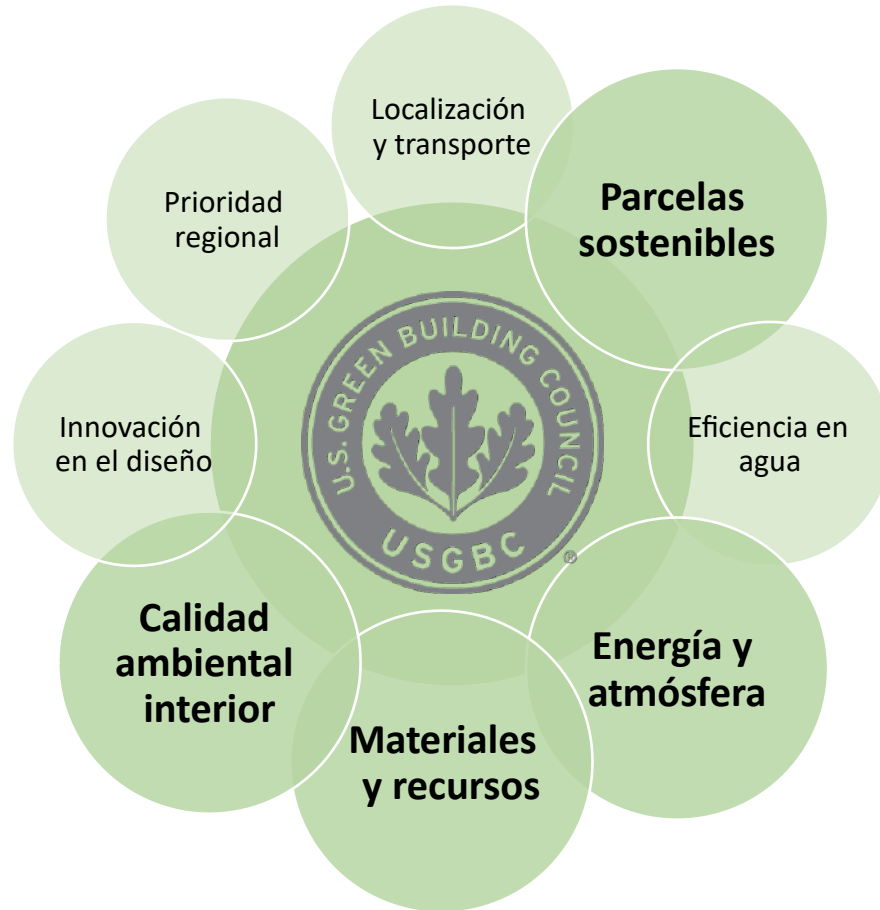 Localización
y transporte
Parcelas
sostenibles
Prioridad
regional
U.S. GREEN BUILDING COUNCIL
USGBC
®
Innovación
en el diseño
Eficiencia en
agua
Calidad
ambiental
interior
Energía y
atmósfera
Materiales
y recursos